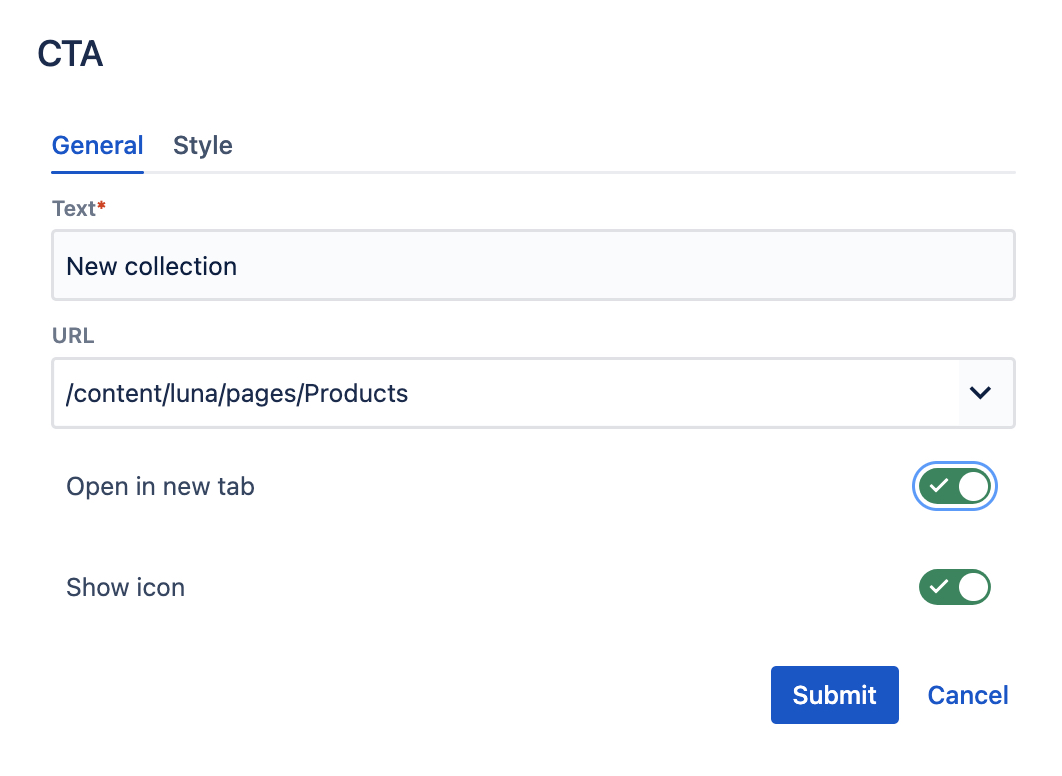 CTA
General Style
Text*
New collection
URL
/content/luna/pages/Products
Open in new tab
Show icon
Submit Cancel